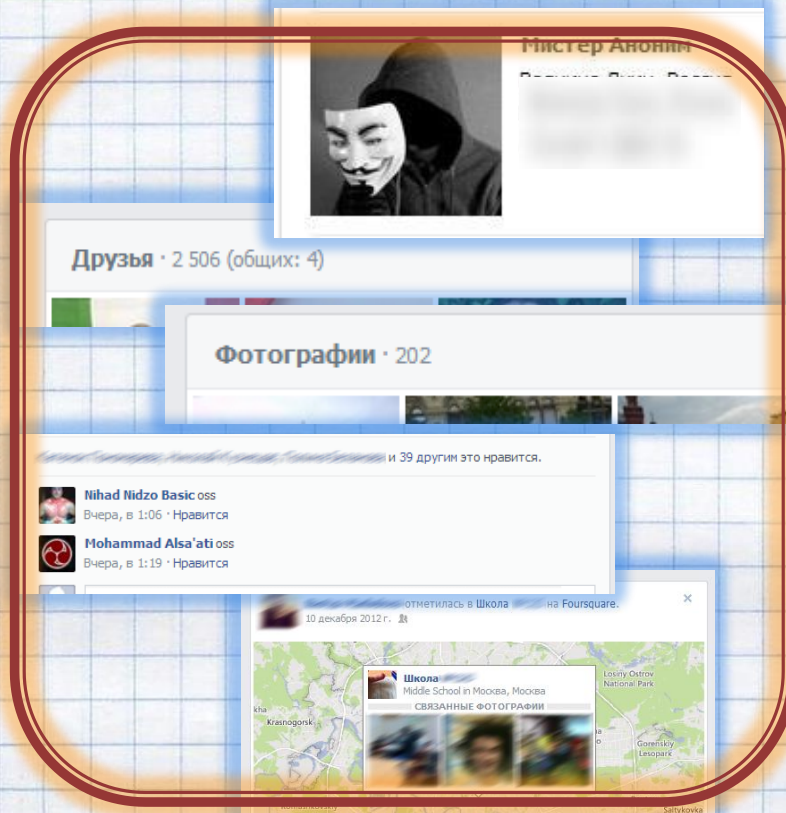 Мистер Аноним
Друзья · 2 506 (общих: 4)
Фотографии · 202
и 39 другим это нравится.
Nihad Nidzo Basic oss
Вчера, в 1:06 · Нравится
Mohammad Alsa'ati oss
Вчера, в 1:19 · Нравится
отметилась в Школа на Foursquare.
10 декабря 2012 г.
Школа
Middle School in Москва, Москва
СВЯЗАННЫЕ ФОТОГРАФИИ
Losiny Ostrov
National Park
kha
Krasnogorsk
Gorenskiy
Lesopark
Saltykovka